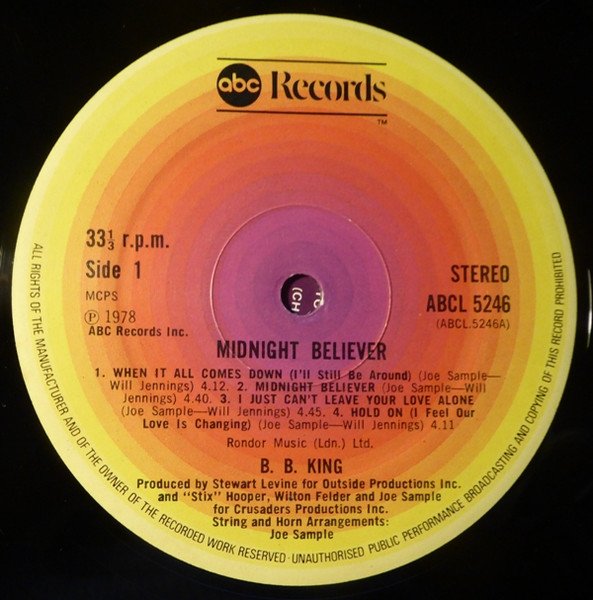 abc Records
TM
33⅓ r.p.m.
Side 1
MCPS
Ⓟ 1978
ABC Records Inc.
STEREO
ABCL 5246
(ABCL.5246A)
MIDNIGHT BELIEVER
1. WHEN IT ALL COMES DOWN (I'll Still Be Around) (Joe Sample—
Will Jennings) 4.12. 2. MIDNIGHT BELIEVER (Joe Sample—Will
Jennings) 4.40. 3. I JUST CAN'T LEAVE YOUR LOVE ALONE
(Joe Sample—Will Jennings) 4.45. 4. HOLD ON (I Feel Our
Love Is Changing) (Joe Sample—Will Jennings) 4.11
Rondor Music (Ldn.) Ltd.
B. B. KING
Produced by Stewart Levine for Outside Productions Inc.
and "Stix" Hooper, Wilton Felder and Joe Sample
for Crusaders Productions Inc.
String and Horn Arrangements:
Joe Sample
ALL RIGHTS OF THE MANUFACTURER AND OF THE OWNER OF THE RECORDED WORK RESERVED · UNAUTHORISED PUBLIC PERFORMANCE BROADCASTING AND COPYING OF THIS RECORD PROHIBITED